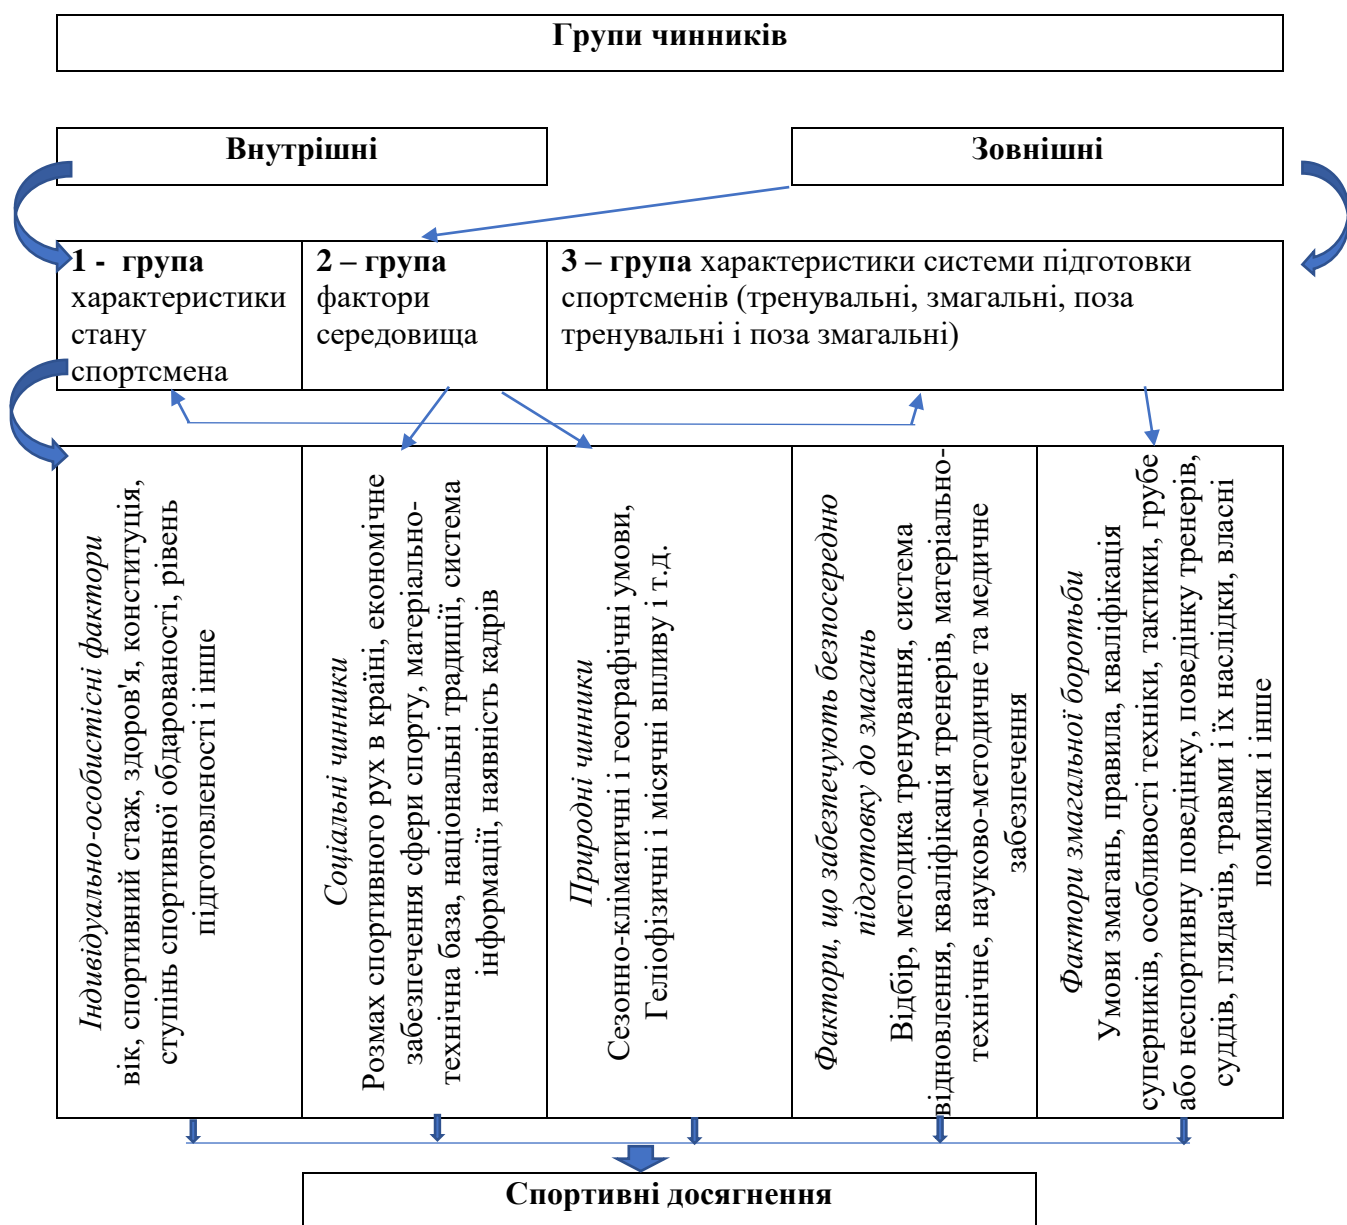 Групи чинників
Внутрішні
Зовнішні
1 - група
характеристики
стану
спортсмена
2 – група
фактори
середовища
3 – група характеристики системи підготовки
спортсменів (тренувальні, змагальні, поза
тренувальні і поза змагальні)
Індивідуально-особистісні фактори
вік, спортивний стаж, здоров'я, конституція,
ступінь спортивної обдарованості, рівень
підготовленості і інше
Соціальні чинники
Розмах спортивного рух в країні, економічне
забезпечення сфери спорту, матеріально-
технічна база, національні традиції, система
інформації, наявність кадрів
Природні чинники
Сезонно-кліматичні і географічні умови,
Геліофізичні і місячні впливу і т.д.
Фактори, що забезпечують безпосередню
підготовку до змагань
Відбір, методика тренування, система
відновлення, кваліфікація тренерів, матеріально-
технічне, науково-методичне та медичне
забезпечення
Фактори змагальної боротьби
Умови змагань, правила, кваліфікація
суперників, особливості техніки, тактики, грубе
або неспортивну поведінку, поведінку тренерів,
суддів, глядачів, травми і їх наслідки, власні
помилки і інше
Спортивні досягнення